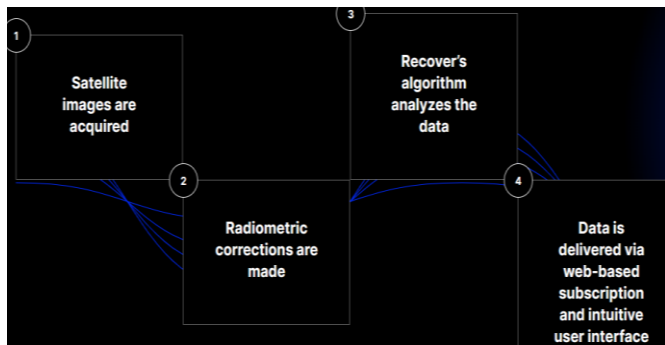 1
Satellite
images are
acquired
2
Radiometric
corrections are
made
3
Recover's
algorithm
analyzes the
data
4
Data is
delivered via
web-based
subscription
and intuitive
user interface